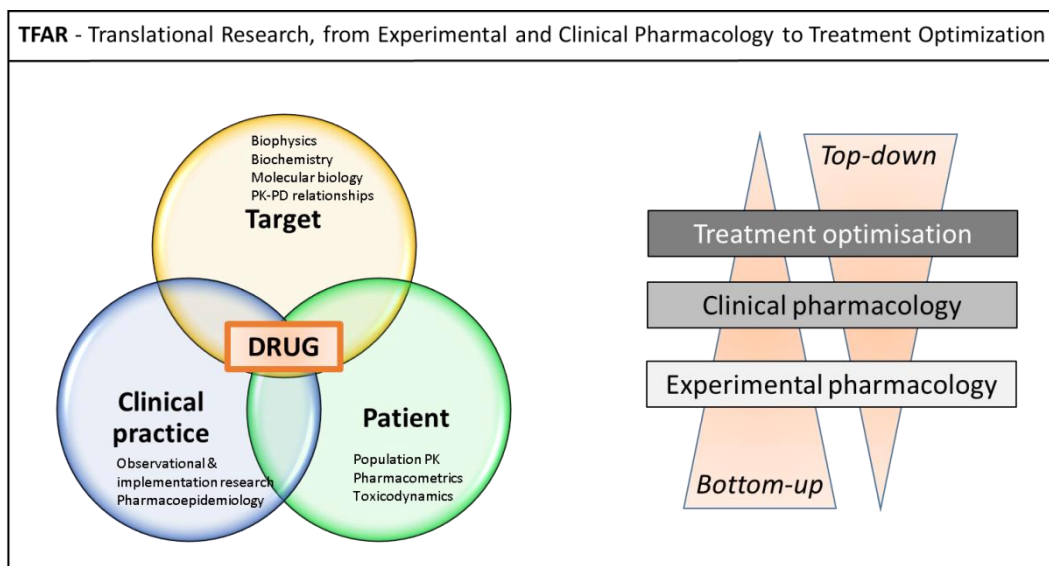 TFAR - Translational Research, from Experimental and Clinical Pharmacology to Treatment Optimization
Biophysics
Biochemistry
Molecular biology
PK-PD relationships
Target
DRUG
Clinical
practice
Observational &
implementation research
Pharmacoepidemiology
Patient
Population PK
Pharmacometrics
Toxicodynamics
Top-down
Treatment optimisation
Clinical pharmacology
Experimental pharmacology
Bottom-up